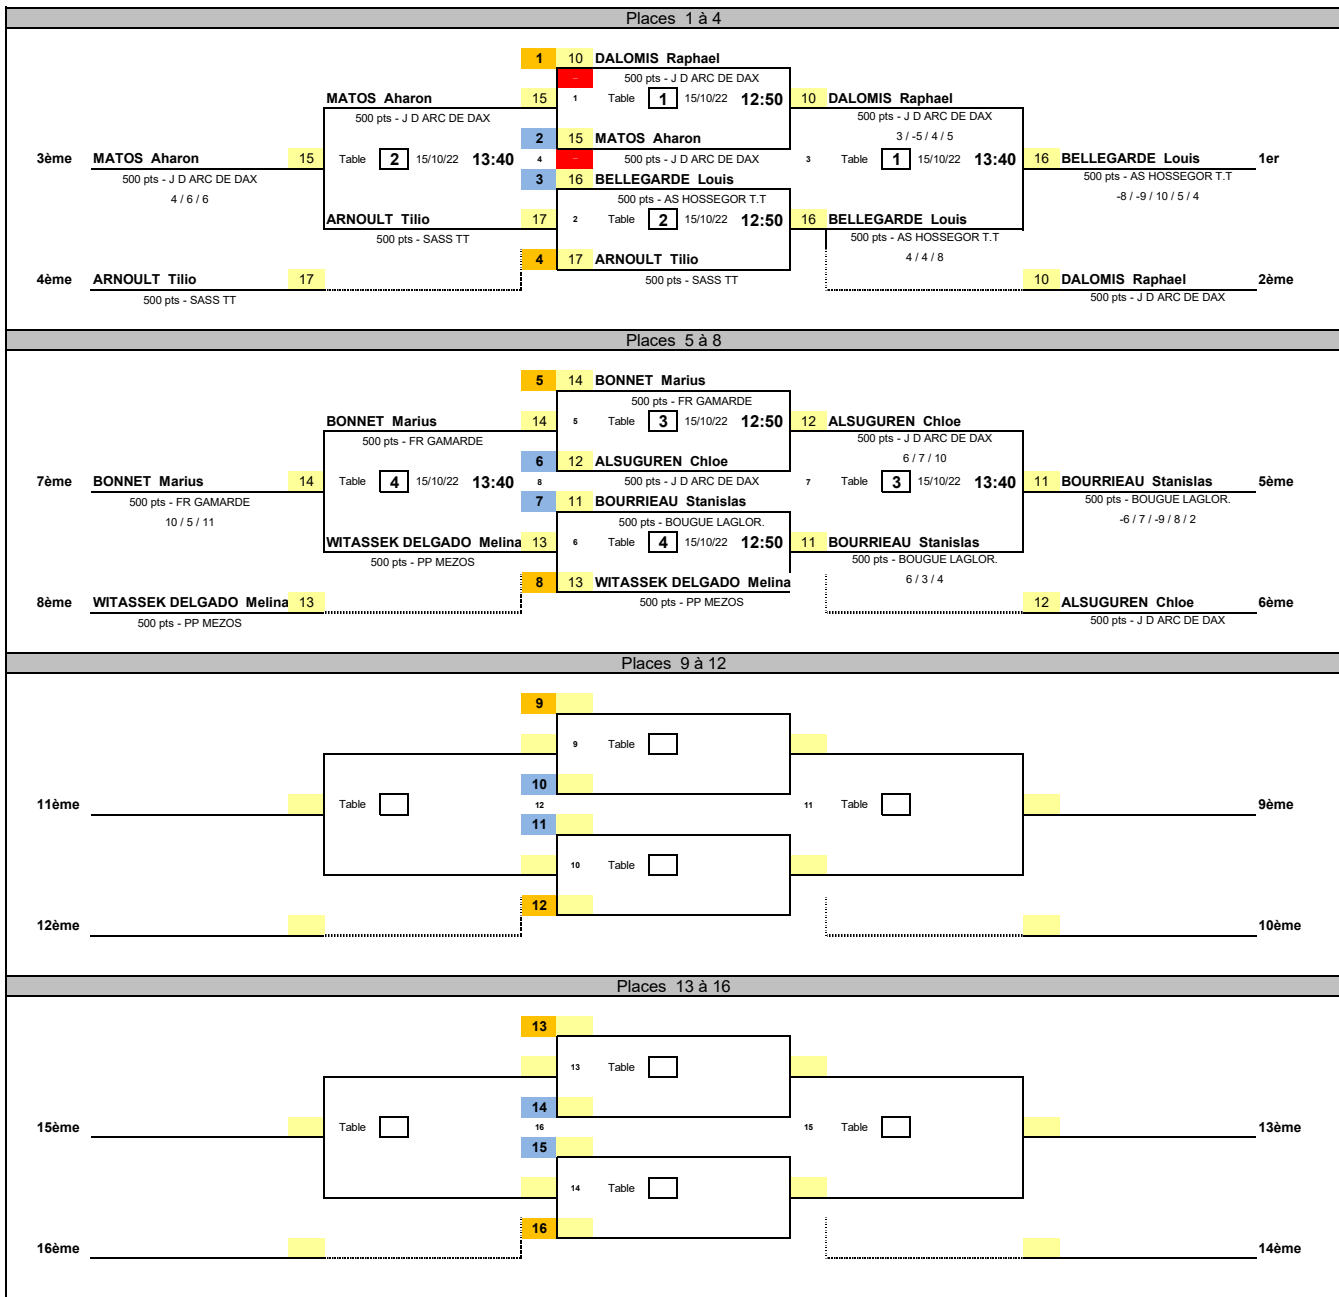 Places 1 à 4
1 10 DALOMIS Raphael
500 pts - J D ARC DE DAX
MATOS Aharon 15 1 Table 1 15/10/22 12:50 10 DALOMIS Raphael
500 pts - J D ARC DE DAX 500 pts - J D ARC DE DAX
2 15 MATOS Aharon 3 / -5 / 4 / 5
3ème MATOS Aharon 15 Table 2 15/10/22 13:40 4 500 pts - J D ARC DE DAX 3 Table 1 15/10/22 13:40 16 BELLEGARDE Louis 1er
500 pts - J D ARC DE DAX 3 16 BELLEGARDE Louis 500 pts - AS HOSSEGOR T.T
4 / 6 / 6 500 pts - AS HOSSEGOR T.T -8 / -9 / 10 / 5 / 4
ARNOULT Tilio 17 2 Table 2 15/10/22 12:50 16 BELLEGARDE Louis
500 pts - SASS TT 500 pts - AS HOSSEGOR T.T
4 17 ARNOULT Tilio 4 / 4 / 8
4ème ARNOULT Tilio 17 500 pts - SASS TT 10 DALOMIS Raphael 2ème
500 pts - SASS TT 500 pts - J D ARC DE DAX
Places 5 à 8
5 14 BONNET Marius
500 pts - FR GAMARDE
BONNET Marius 14 5 Table 3 15/10/22 12:50 12 ALSUGUREN Chloe
500 pts - FR GAMARDE 500 pts - J D ARC DE DAX
6 12 ALSUGUREN Chloe 6 / 7 / 10
7ème BONNET Marius 14 Table 4 15/10/22 13:40 8 500 pts - J D ARC DE DAX 7 Table 3 15/10/22 13:40 11 BOURRIEAU Stanislas 5ème
500 pts - FR GAMARDE 7 11 BOURRIEAU Stanislas 500 pts - BOUGUE LAGLOR.
10 / 5 / 11 500 pts - BOUGUE LAGLOR. -6 / 7 / -9 / 8 / 2
WITASSEK DELGADO Melina 13 6 Table 4 15/10/22 12:50 11 BOURRIEAU Stanislas
500 pts - PP MEZOS 500 pts - BOUGUE LAGLOR.
8 13 WITASSEK DELGADO Melina 6 / 3 / 4
8ème WITASSEK DELGADO Melina 13 500 pts - PP MEZOS 12 ALSUGUREN Chloe 6ème
500 pts - PP MEZOS 500 pts - J D ARC DE DAX
Places 9 à 12
9
9 Table
10
11ème Table 12 11 Table 9ème
11
10 Table
12
12ème 10ème
Places 13 à 16
13
13 Table
14
15ème Table 16 15 Table 13ème
15
14 Table
16
16ème 14ème